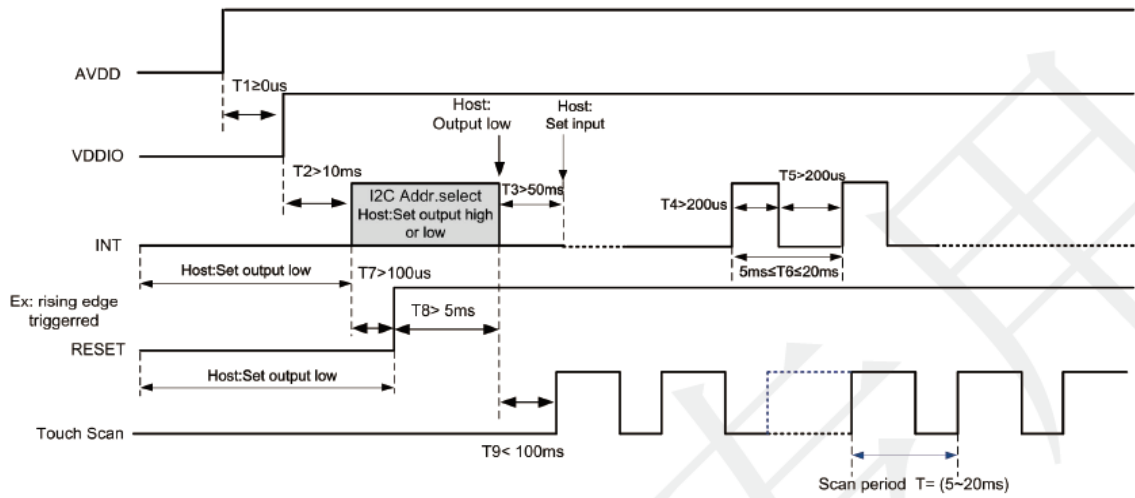 AVDD
T1≥0us
VDDIO
Host:
Output low
Host:
Set input
T2>10ms
I2C Addr.select
Host:Set output high
or low
T3>50ms
T4>200us
T5>200us
INT
Host:Set output low
T7>100us
5ms≤T6≤20ms
Ex: rising edge
triggerred
T8> 5ms
RESET
Host:Set output low
Touch Scan
T9< 100ms
Scan period T= (5~20ms)